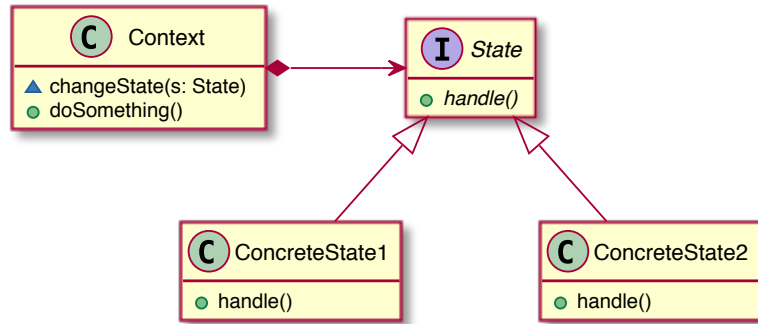 C Context
changeState(s: State)
doSomething()
I State
handle()
C ConcreteState1
handle()
C ConcreteState2
handle()